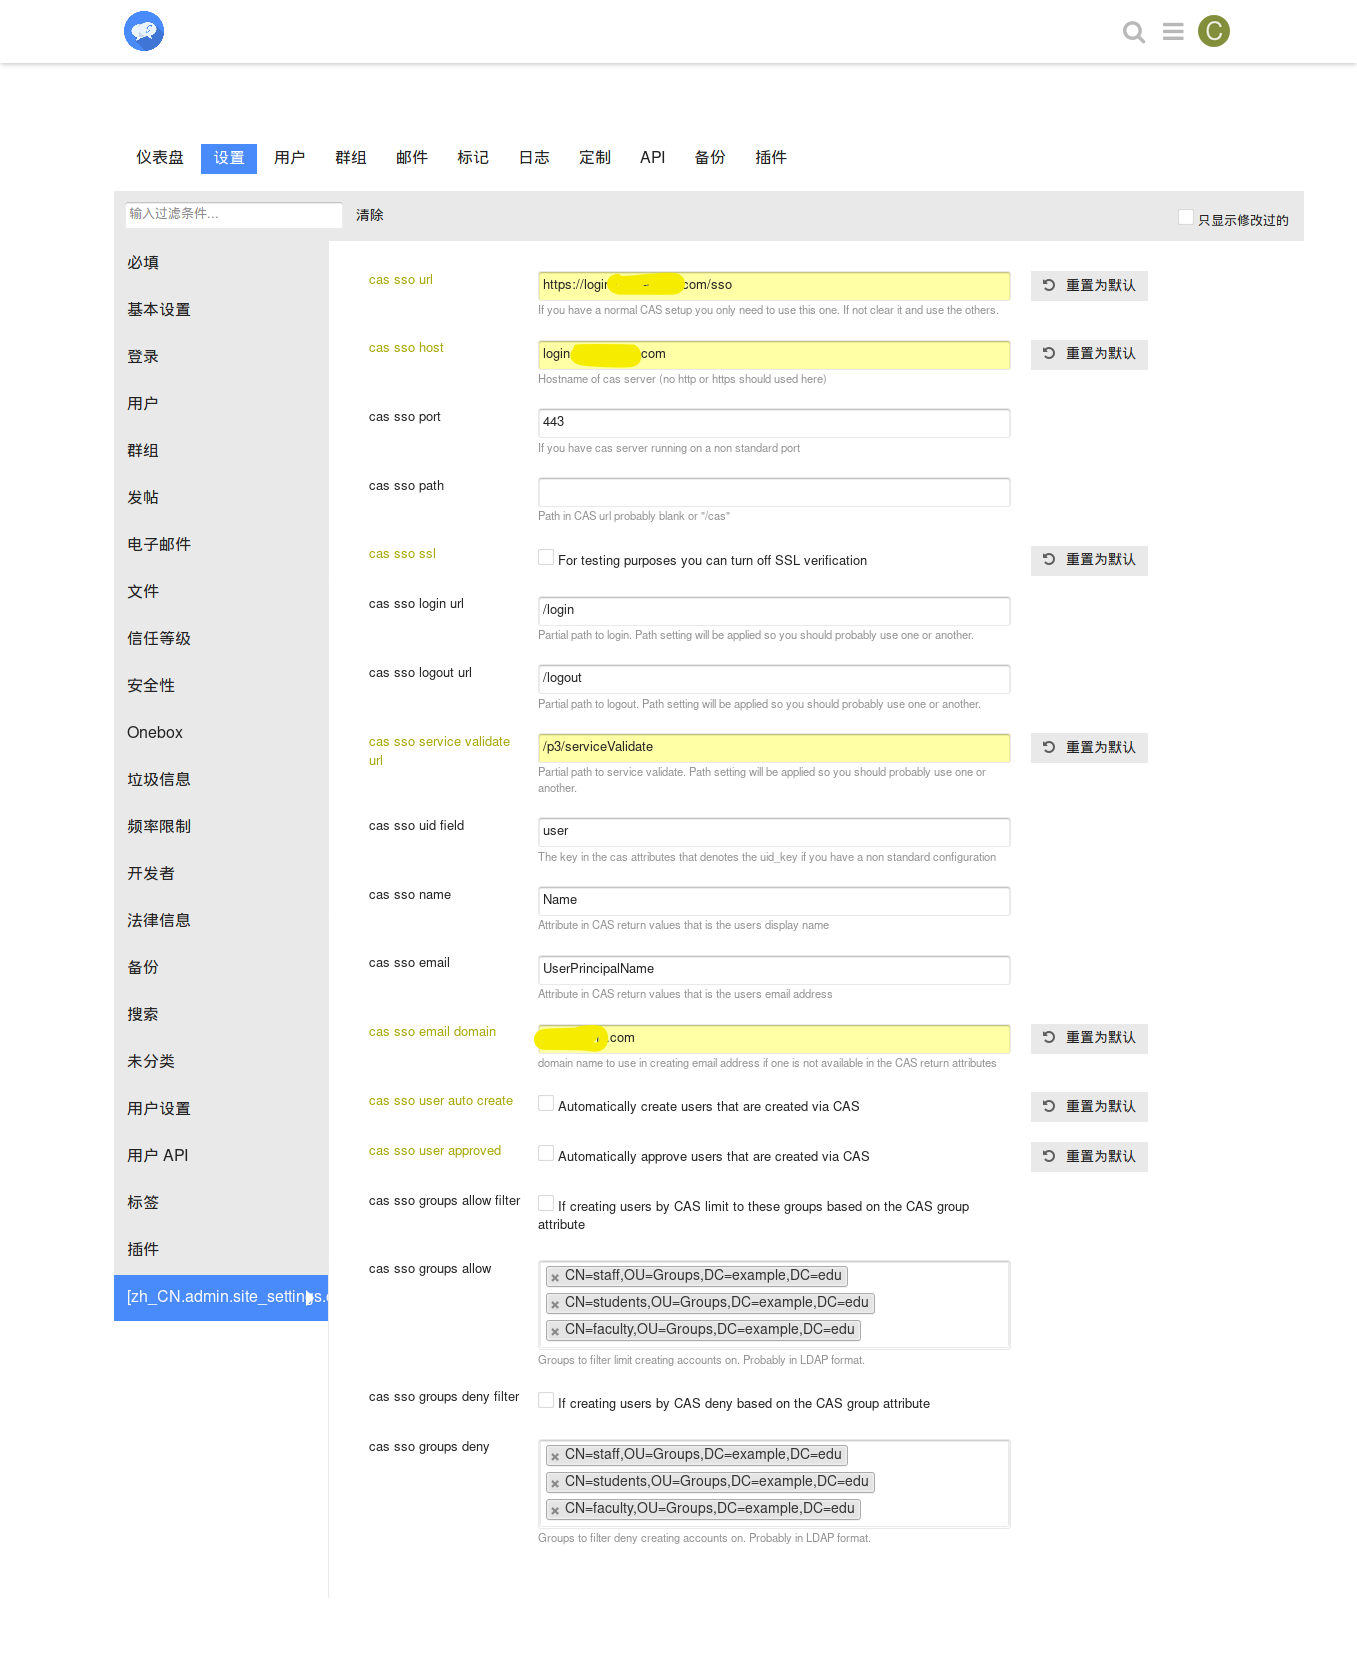 C
仪表盘 设置 用户 群组 邮件 标记 日志 定制 API 备份 插件
输入过滤条件... 清除 只显示修改过的
必填
基本设置
登录
用户
群组
发帖
电子邮件
文件
信任等级
安全性
Onebox
垃圾信息
频率限制
开发者
法律信息
备份
搜索
未分类
用户设置
用户 API
标签
插件
[zh_CN.admin.site_settings.c
cas sso url https://login com/sso 重置为默认
If you have a normal CAS setup you only need to use this one. If not clear it and use the others.
cas sso host login com 重置为默认
Hostname of cas server (no http or https should used here)
cas sso port 443
If you have cas server running on a non standard port
cas sso path
Path in CAS url probably blank or "/cas"
cas sso ssl For testing purposes you can turn off SSL verification 重置为默认
cas sso login url /login
Partial path to login. Path setting will be applied so you should probably use one or another.
cas sso logout url /logout
Partial path to logout. Path setting will be applied so you should probably use one or another.
cas sso service validate /p3/serviceValidate 重置为默认
url
Partial path to service validate. Path setting will be applied so you should probably use one or
another.
cas sso uid field user
The key in the cas attributes that denotes the uid_key if you have a non standard configuration
cas sso name Name
Attribute in CAS return values that is the users display name
cas sso email UserPrincipalName
Attribute in CAS return values that is the users email address
cas sso email domain .com 重置为默认
domain name to use in creating email address if one is not available in the CAS return attributes
cas sso user auto create Automatically create users that are created via CAS 重置为默认
cas sso user approved Automatically approve users that are created via CAS 重置为默认
cas sso groups allow filter If creating users by CAS limit to these groups based on the CAS group
attribute
cas sso groups allow CN=staff,OU=Groups,DC=example,DC=edu
CN=students,OU=Groups,DC=example,DC=edu
CN=faculty,OU=Groups,DC=example,DC=edu
Groups to filter limit creating accounts on. Probably in LDAP format.
cas sso groups deny filter If creating users by CAS deny based on the CAS group attribute
cas sso groups deny CN=staff,OU=Groups,DC=example,DC=edu
CN=students,OU=Groups,DC=example,DC=edu
CN=faculty,OU=Groups,DC=example,DC=edu
Groups to filter deny creating accounts on. Probably in LDAP format.